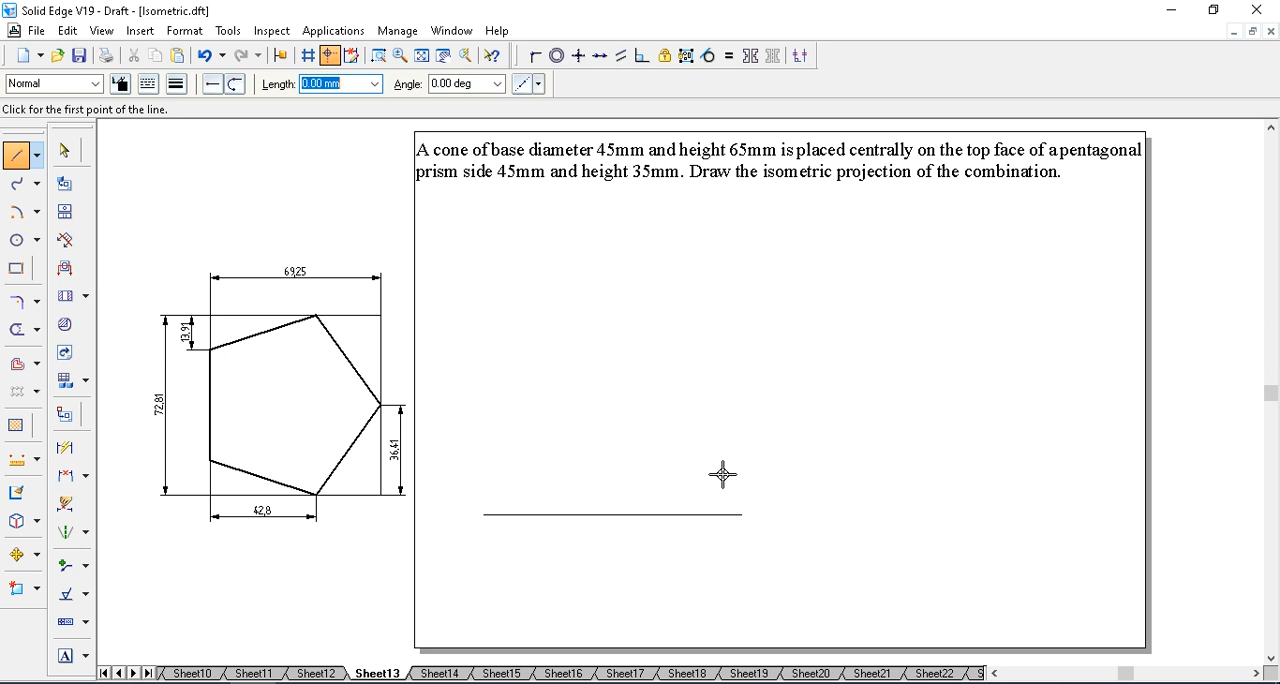 Solid Edge V19 - Draft - [Isometric.dft]
File Edit View Insert Format Tools Inspect Applications Manage Window Help
Normal Length: 0.00 mm Angle: 0.00 deg
Click for the first point of the line.
A cone of base diameter 45mm and height 65mm is placed centrally on the top face of a pentagonal
prism side 45mm and height 35mm. Draw the isometric projection of the combination.
69,25
13,91
72,81
36,41
42,8
A
Sheet10 Sheet11 Sheet12 Sheet13 Sheet14 Sheet15 Sheet16 Sheet17 Sheet18 Sheet19 Sheet20 Sheet21 Sheet22 S